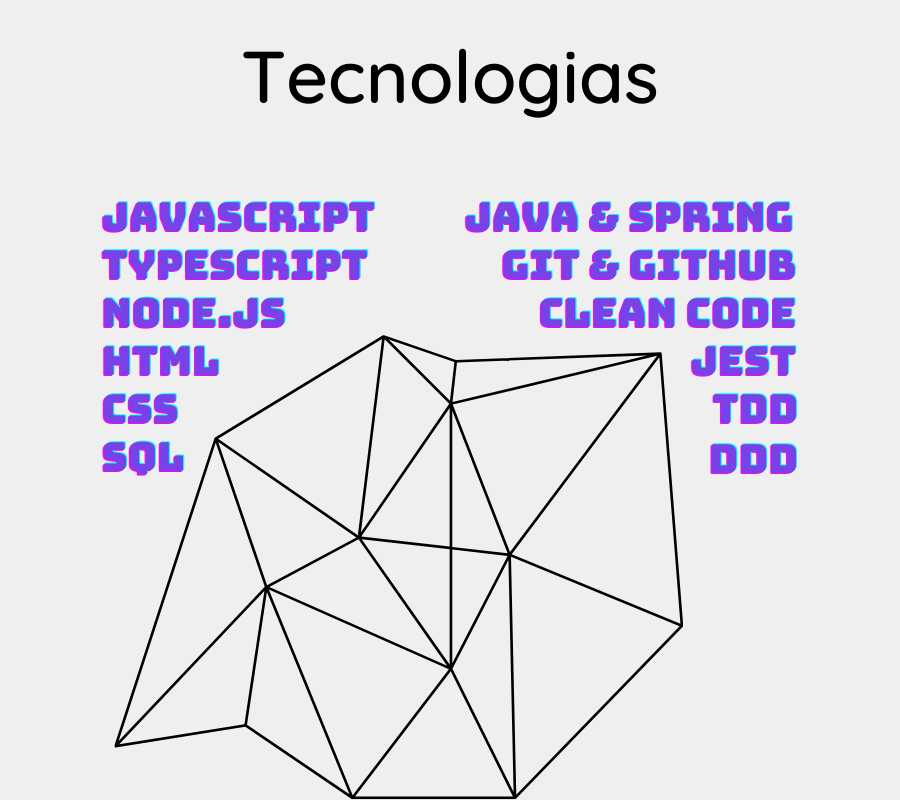 Tecnologias
JAVASCRIPT
TYPESCRIPT
NODE.JS
HTML
CSS
SQL
JAVA & SPRING
GIT & GITHUB
CLEAN CODE
JEST
TDD
DDD